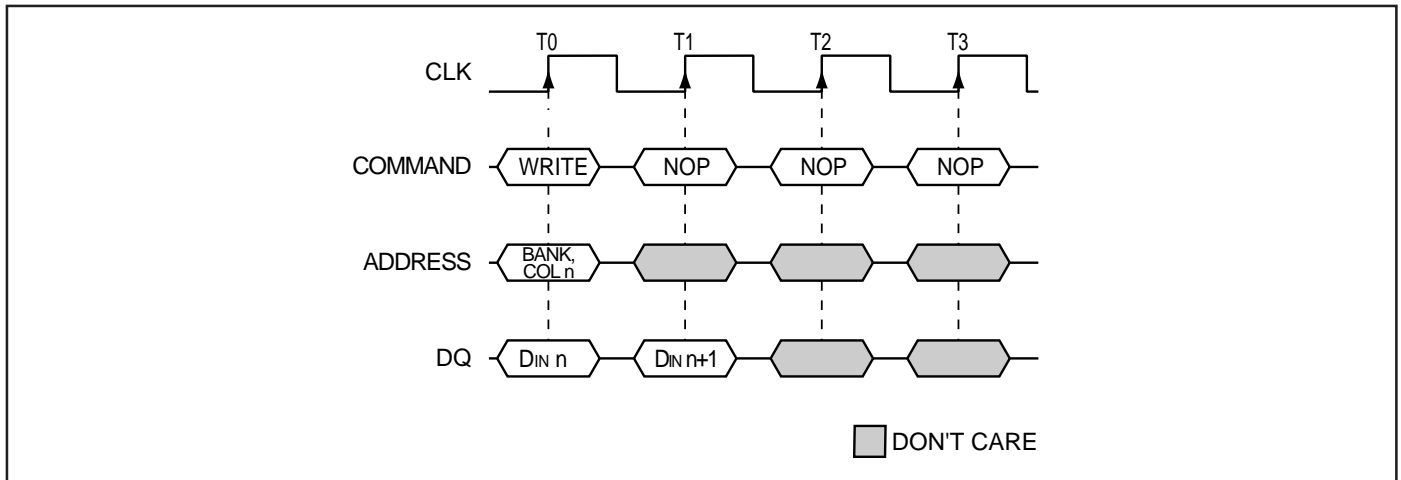 T0 T1 T2 T3
CLK
COMMAND WRITE NOP NOP NOP
ADDRESS BANK, COL n
DQ DIN n DIN n+1
DON'T CARE